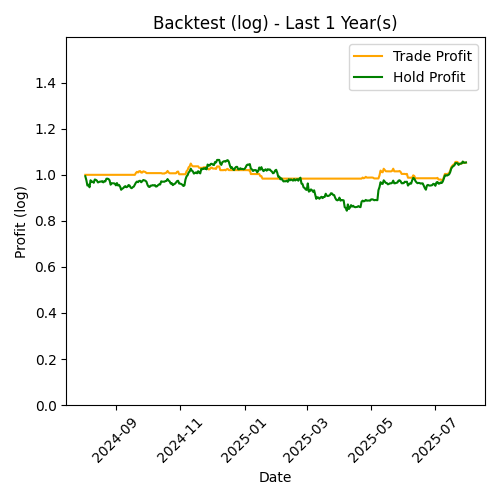 Backtest (log) - Last 1 Year(s)
Trade Profit
Hold Profit
Profit (log)
1.4
1.2
1.0
0.8
0.6
0.4
0.2
0.0
2024-09
2024-11
2025-01
2025-03
2025-05
2025-07
Date